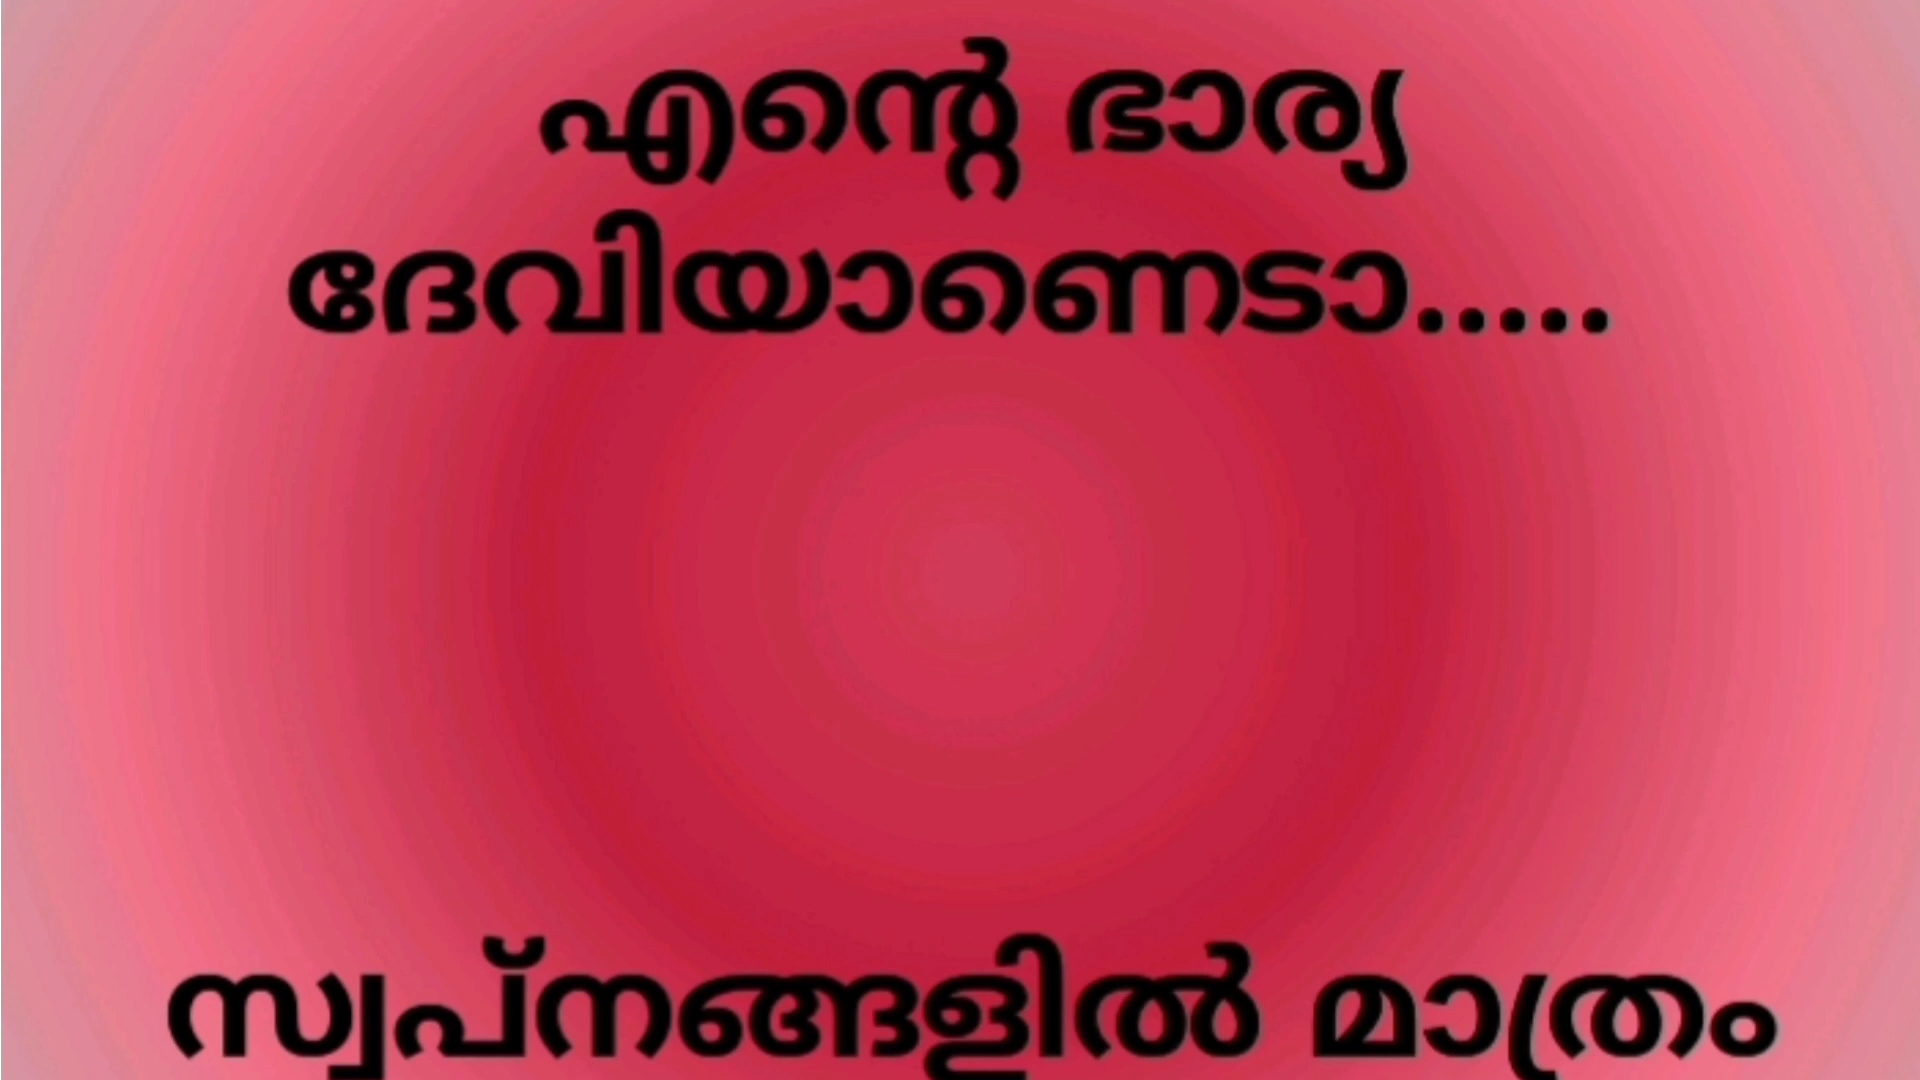 എന്റെ ഭാര്യ
ദേവിയാണെടാ.....
സ്വപ്നങ്ങളിൽ മാത്രം